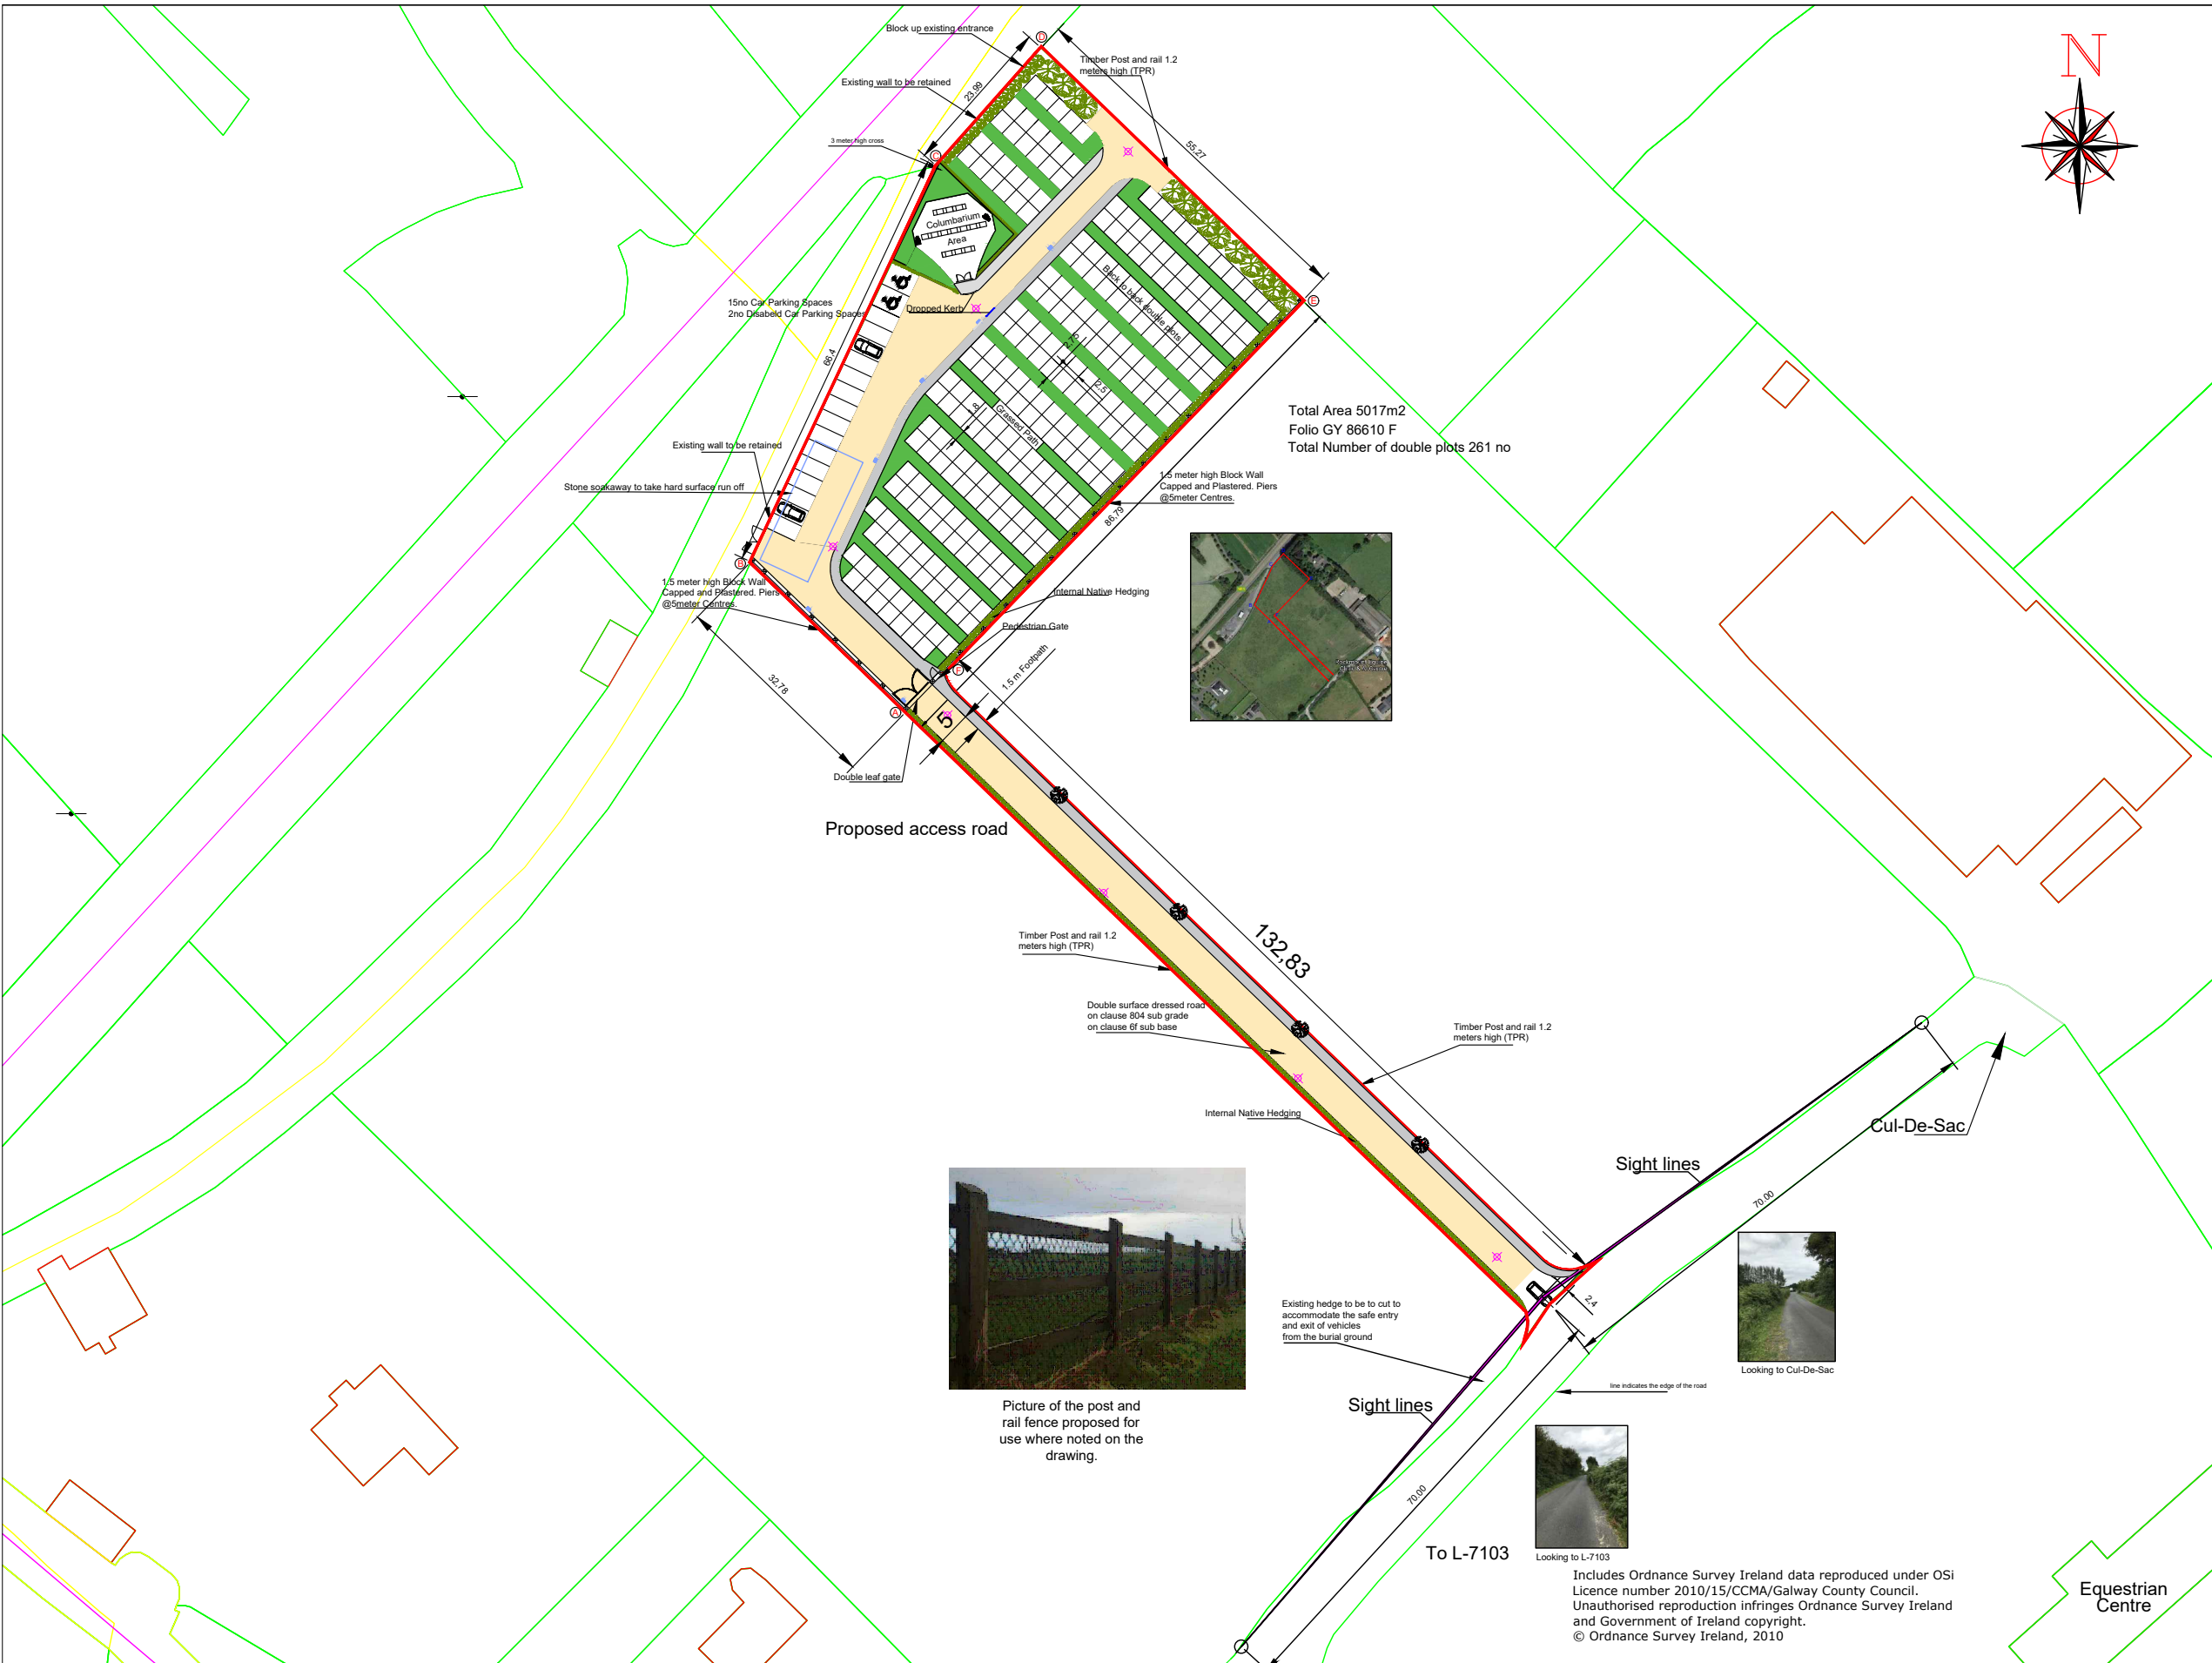 N
Block up existing entrance
D
Timber Post and rail 1.2
meters high (TPR)
Existing wall to be retained
23.99
3 meter high cross
C
55.27
Columbarium
Area
15no Car Parking Spaces
2no Disabeld Car Parking Spaces
Dropped Kerb
Back to back double plots
E
66.4
2.75
2.5
1.8
Grassed Path
Total Area 5017m2
Folio GY 86610 F
Total Number of double plots 261 no
Existing wall to be retained
Stone soakaway to take hard surface run off
1.5 meter high Block Wall
Capped and Plastered. Piers
@5meter Centres.
86,79
B
1.5 meter high Block Wall
Capped and Plastered. Piers
@5meter Centres.
Internal Native Hedging
Pedestrian Gate
F
1.5 m Footpath
32,78
A
5
Double leaf gate
Proposed access road
Timber Post and rail 1.2
meters high (TPR)
132,83
Double surface dressed road
on clause 804 sub grade
on clause 6f sub base
Timber Post and rail 1.2
meters high (TPR)
Internal Native Hedging
Cul-De-Sac
Sight lines
70.00
2.4
Existing hedge to be to cut to
accommodate the safe entry
and exit of vehicles
from the burial ground
Looking to Cul-De-Sac
line indicates the edge of the road
Sight lines
Picture of the post and
rail fence proposed for
use where noted on the
drawing.
70.00
To L-7103
Looking to L-7103
Includes Ordnance Survey Ireland data reproduced under OSi
Licence number 2010/15/CCMA/Galway County Council.
Unauthorised reproduction infringes Ordnance Survey Ireland
and Government of Ireland copyright.
© Ordnance Survey Ireland, 2010
Equestrian
Centre